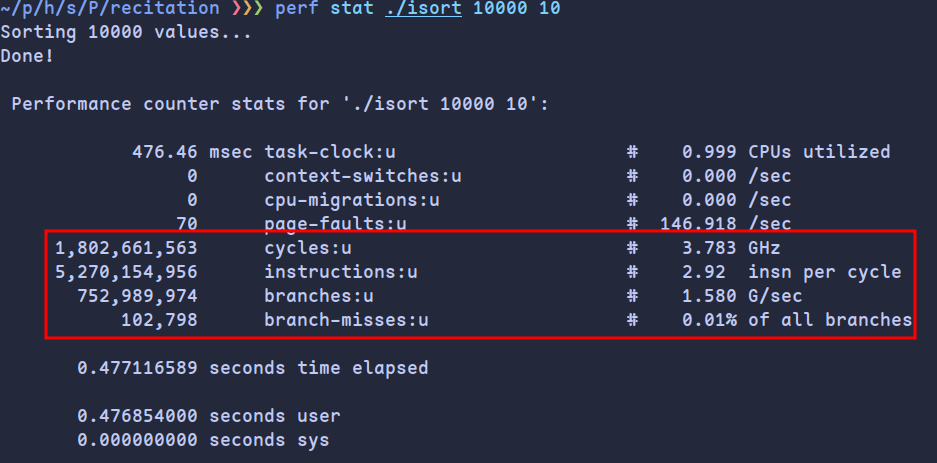 ~/p/h/s/P/recitation ❯❯❯ perf stat ./isort 10000 10
Sorting 10000 values...
Done!
Performance counter stats for './isort 10000 10':
476.46 msec task-clock:u # 0.999 CPUs utilized
0 context-switches:u # 0.000 /sec
0 cpu-migrations:u # 0.000 /sec
70 page-faults:u # 146.918 /sec
1,802,661,563 cycles:u # 3.783 GHz
5,270,154,956 instructions:u # 2.92 insn per cycle
752,989,974 branches:u # 1.580 G/sec
102,798 branch-misses:u # 0.01% of all branches
0.477116589 seconds time elapsed
0.476854000 seconds user
0.000000000 seconds sys